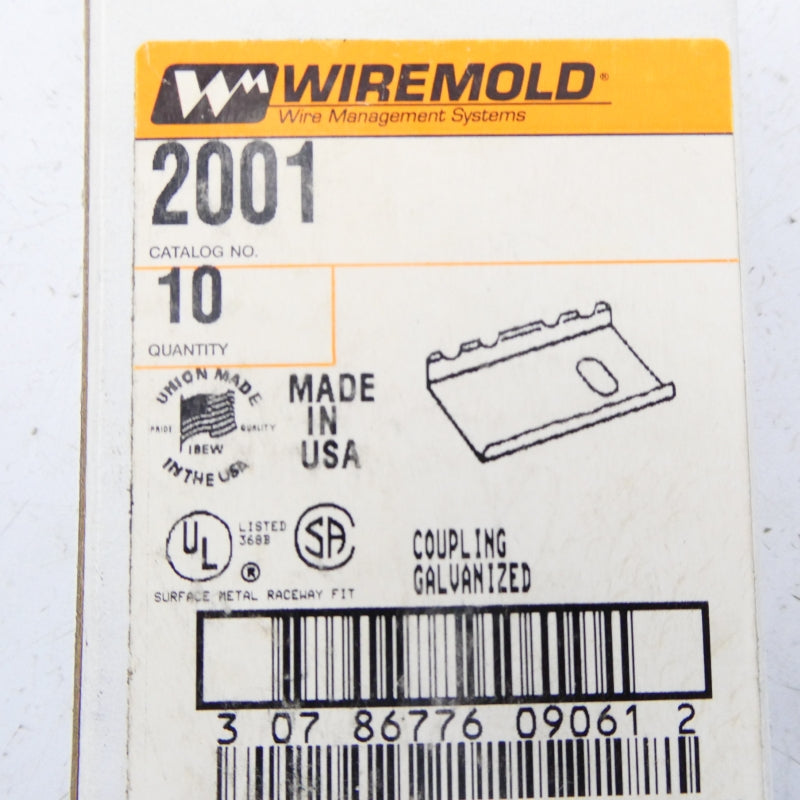 WM WIREMOLD®
Wire Management Systems
2001
CATALOG NO.
10
QUANTITY
UNION MADE
PRIDE QUALITY
IBEW
IN THE USA
MADE
IN
USA
UL LISTED
368B
®
SA
SURFACE METAL RACEWAY FIT
COUPLING
GALVANIZED
3 07 86776 09061 2